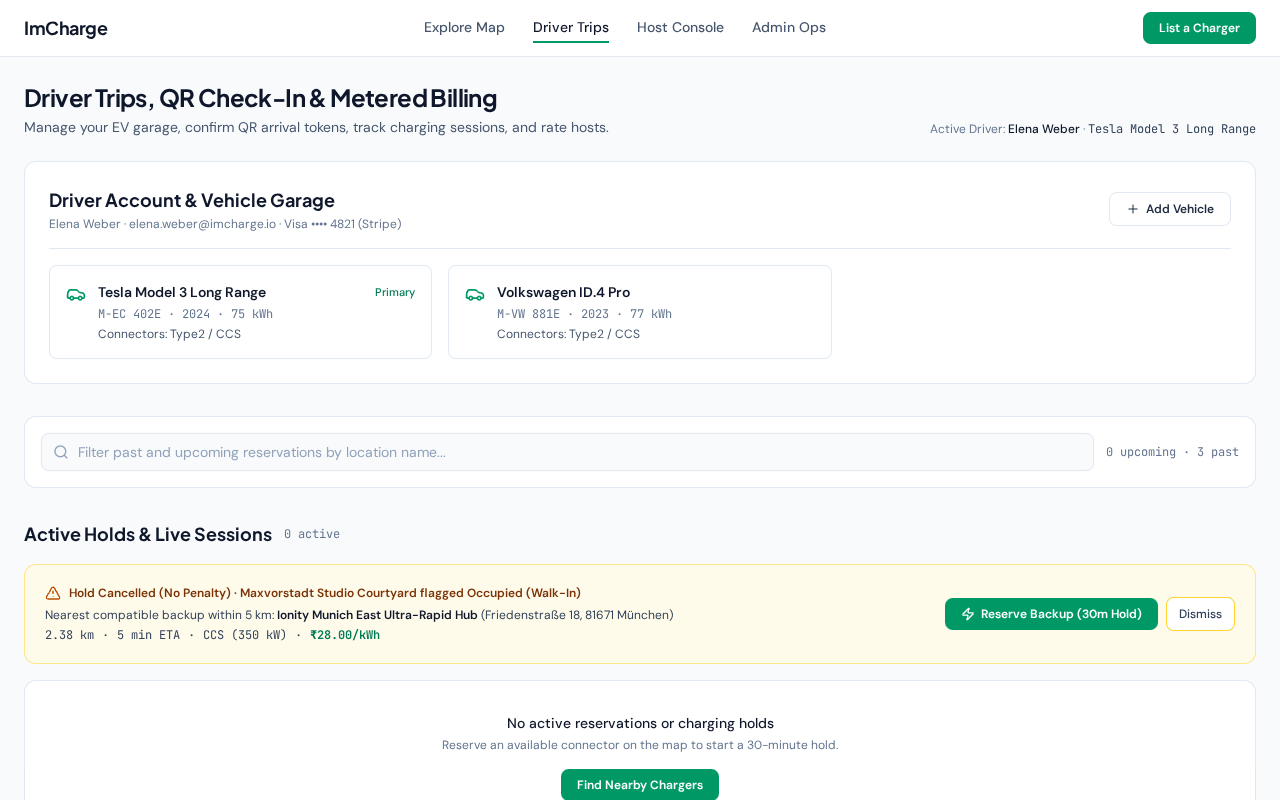 ImCharge
Explore Map
Driver Trips
Host Console
Admin Ops
List a Charger
Driver Trips, QR Check-In & Metered Billing
Manage your EV garage, confirm QR arrival tokens, track charging sessions, and rate hosts.
Active Driver: Elena Weber · Tesla Model 3 Long Range
Driver Account & Vehicle Garage
Elena Weber · elena.weber@imcharge.io · Visa •••• 4821 (Stripe)
Add Vehicle
Tesla Model 3 Long Range
Primary
M-EC 402E · 2024 · 75 kWh
Connectors: Type2 / CCS
Volkswagen ID.4 Pro
M-VW 881E · 2023 · 77 kWh
Connectors: Type2 / CCS
Filter past and upcoming reservations by location name...
0 upcoming · 3 past
Active Holds & Live Sessions
0 active
Hold Cancelled (No Penalty) · Maxvorstadt Studio Courtyard flagged Occupied (Walk-In)
Nearest compatible backup within 5 km: Ionity Munich East Ultra-Rapid Hub (Friedenstraße 18, 81671 München)
2.38 km · 5 min ETA · CCS (350 kW) · ₹28.00/kWh
Reserve Backup (30m Hold)
Dismiss
No active reservations or charging holds
Reserve an available connector on the map to start a 30-minute hold.
Find Nearby Chargers